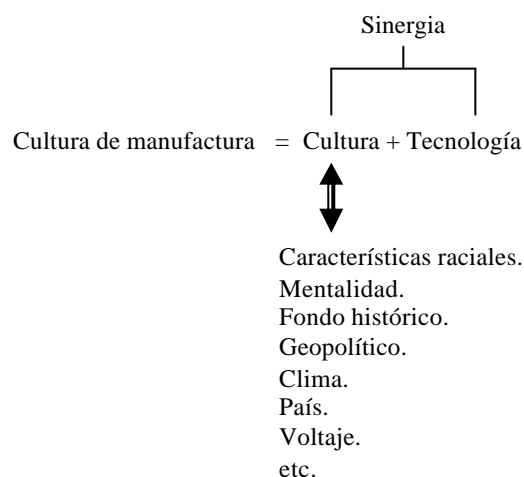 Sinergia
Cultura de manufactura = Cultura + Tecnología
Características raciales.
Mentalidad.
Fondo histórico.
Geopolítico.
Clima.
País.
Voltaje.
etc.